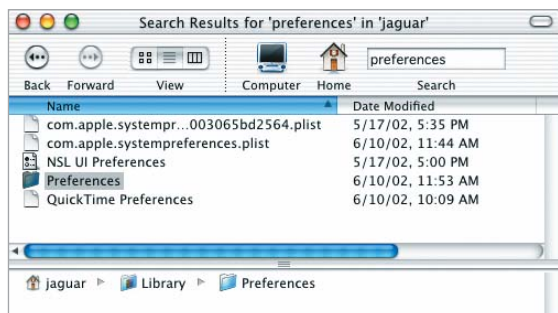 Search Results for 'preferences' in 'jaguar'
preferences
Back Forward View Computer Home Search
Name Date Modified
com.apple.systempr...003065bd2564.plist 5/17/02, 5:35 PM
com.apple.systempreferences.plist 6/10/02, 11:44 AM
NSL UI Preferences 5/17/02, 5:00 PM
Preferences 6/10/02, 11:53 AM
QuickTime Preferences 6/10/02, 10:09 AM
jaguar Library Preferences